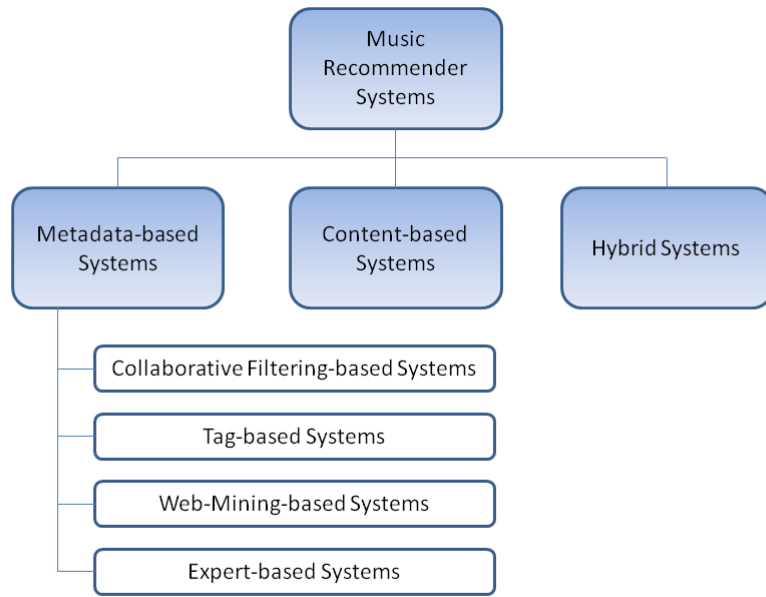 Music
Recommender
Systems
Metadata-based
Systems
Content-based
Systems
Hybrid Systems
Collaborative Filtering-based Systems
Tag-based Systems
Web-Mining-based Systems
Expert-based Systems